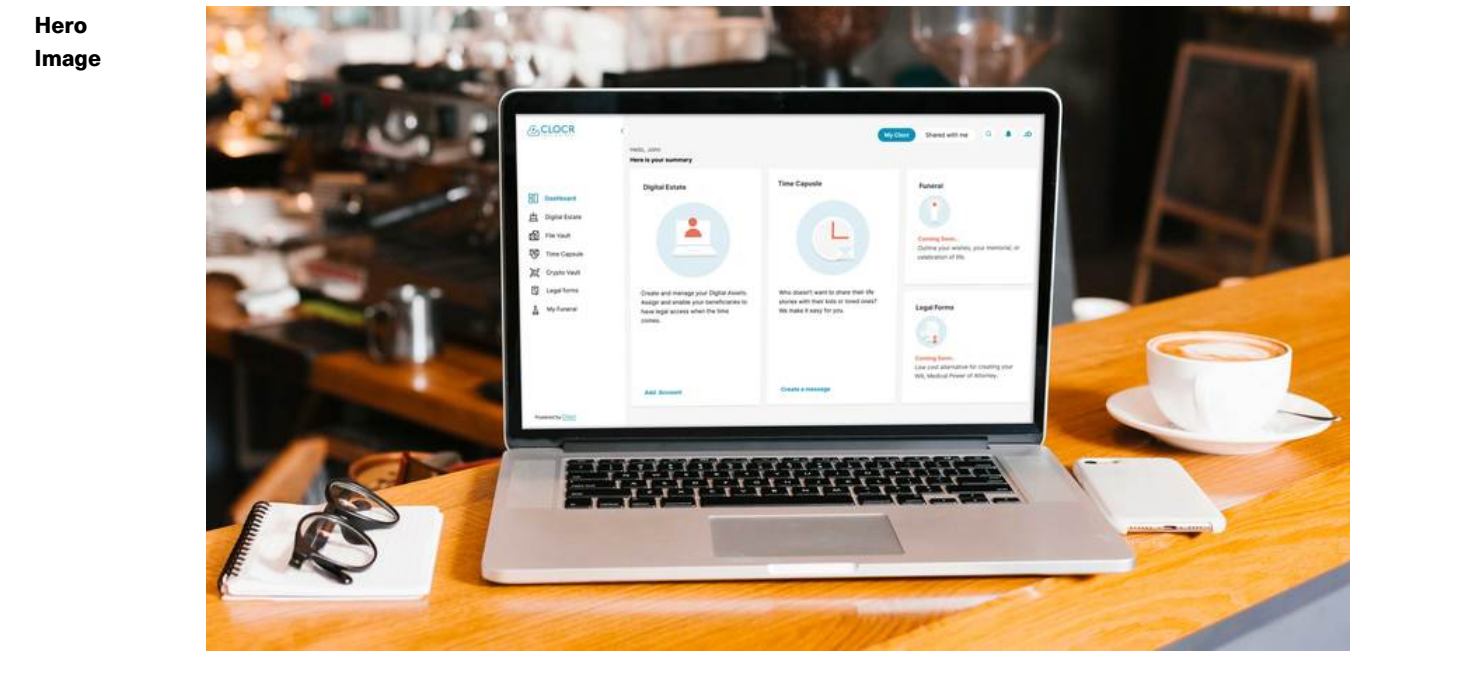 Hero
Image
CLOCR
My Clocr Shared with me JD
Hello, John
Here is your summary
Dashboard
Digital Estate
File Vault
Time Capsule
Crypto Vault
Legal forms
My Funeral
Powered by Clocr
Digital Estate
Create and manage your Digital Assets.
Assign and enable your beneficiaries to
have legal access when the time
comes.
Add Account
Time Capusle
Who doesn't want to share their life
stories with their kids or loved ones?
We make it easy for you.
Create a message
Funeral
Coming Soon..
Outline your wishes, your memorial, or
celebration of life.
Legal Forms
Coming Soon..
Low cost alternative for creating your
Will, Medical Power of Attorney.